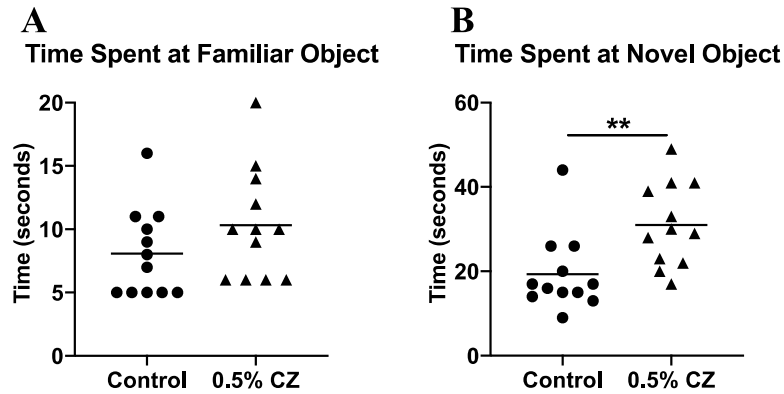 A
Time Spent at Familiar Object
20
15
10
5
0
Time (seconds)
Control
0.5% CZ
B
Time Spent at Novel Object
**
60
40
20
0
Time (seconds)
Control
0.5% CZ